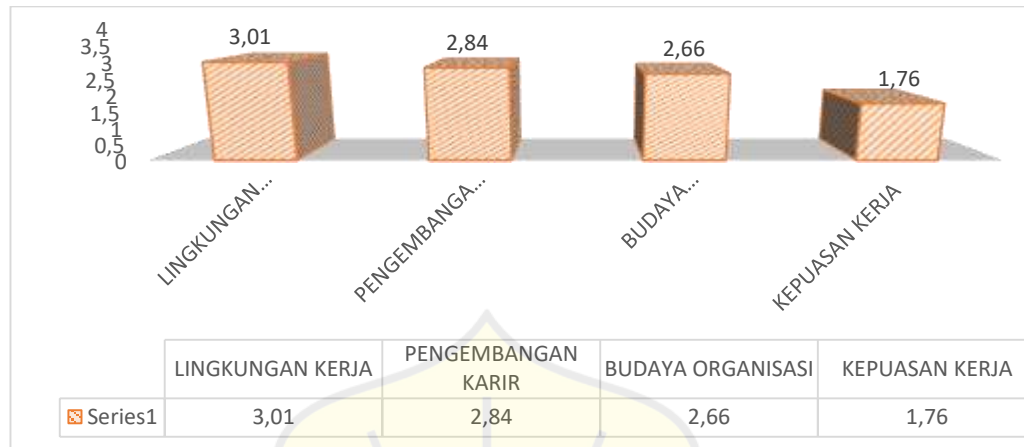 4
3,5
3
2,5
2
1,5
1
0,5
0
3,01
2,84
2,66
1,76
LINGKUNGAN…
PENGEMBANGA…
BUDAYA…
KEPUASAN KERJA
LINGKUNGAN KERJA
PENGEMBANGAN
KARIR
BUDAYA ORGANISASI
KEPUASAN KERJA
Series1 3,01 2,84 2,66 1,76